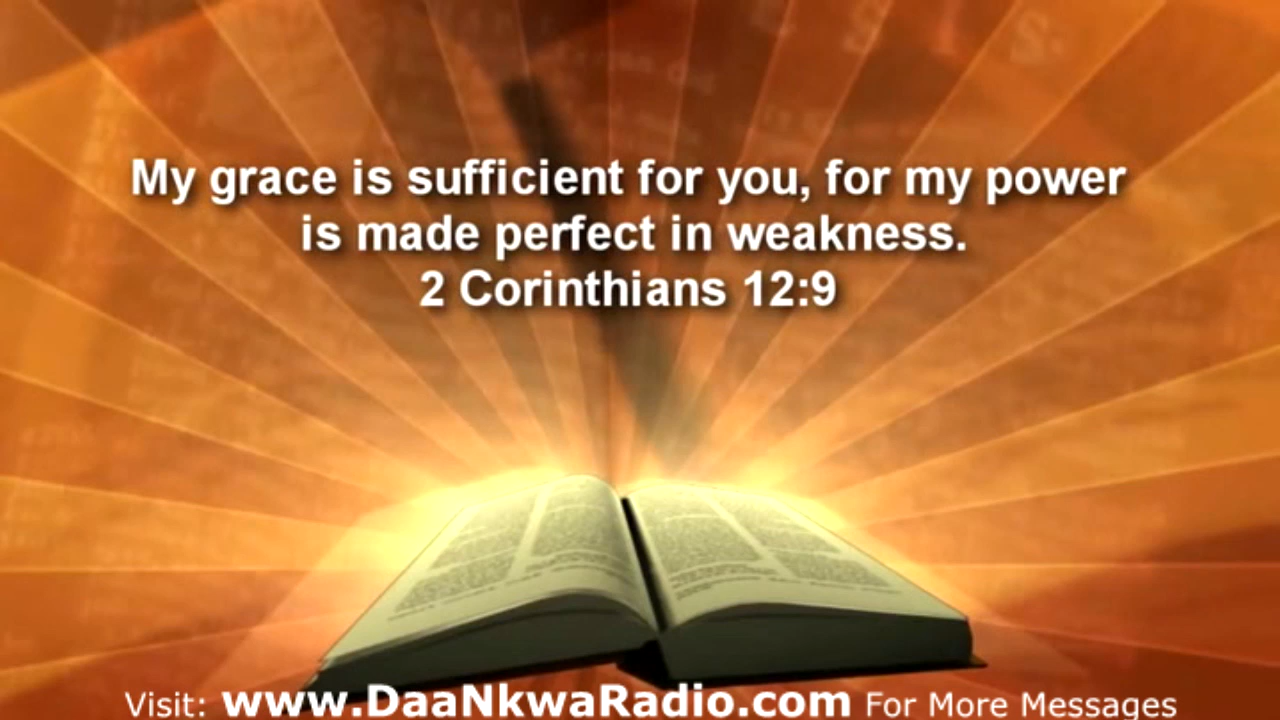 My grace is sufficient for you, for my power
is made perfect in weakness.
2 Corinthians 12:9
Visit: www.DaaNkwaRadio.com For More Messages